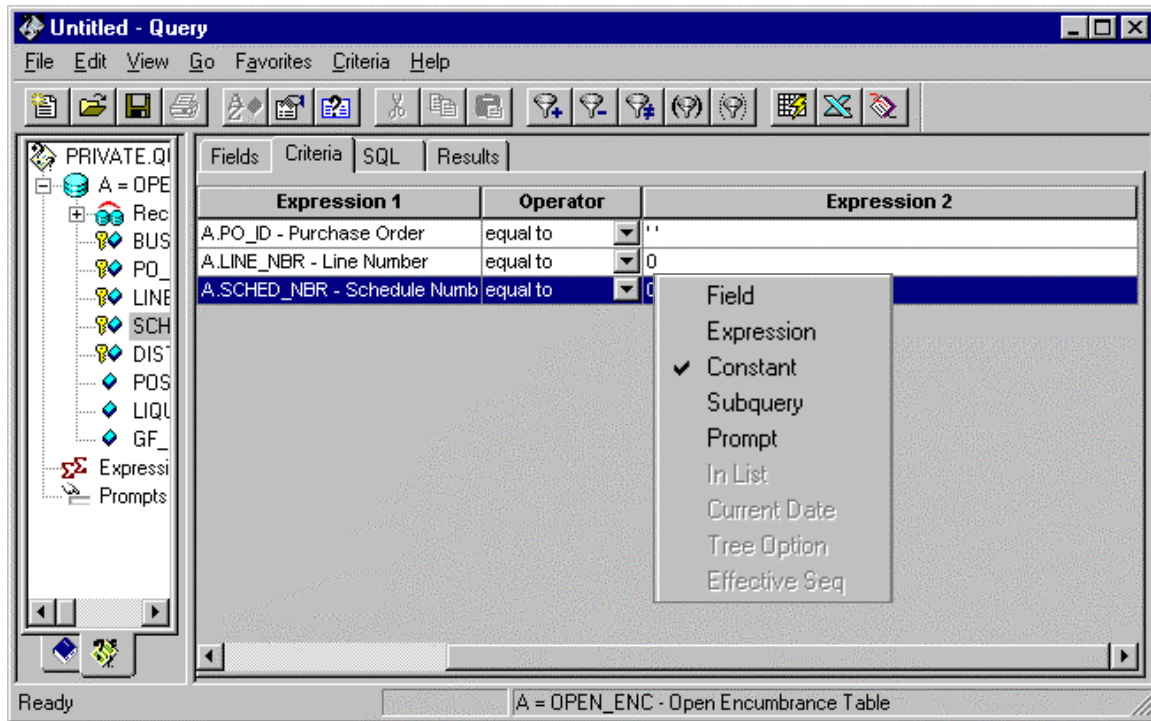 Untitled - Query
File Edit View Go Favorites Criteria Help
PRIVATE.QU
A = OPE
Rec
BUS
PO_
LINE
SCH
DIST
POS
LIQU
GF_
Expressi
Prompts
Fields Criteria SQL Results
Expression 1 Operator Expression 2
A.PO_ID - Purchase Order equal to ' '
A.LINE_NBR - Line Number equal to 0
A.SCHED_NBR - Schedule Numb equal to 0
Field
Expression
Constant
Subquery
Prompt
In List
Current Date
Tree Option
Effective Seq
Ready A = OPEN_ENC - Open Encumbrance Table